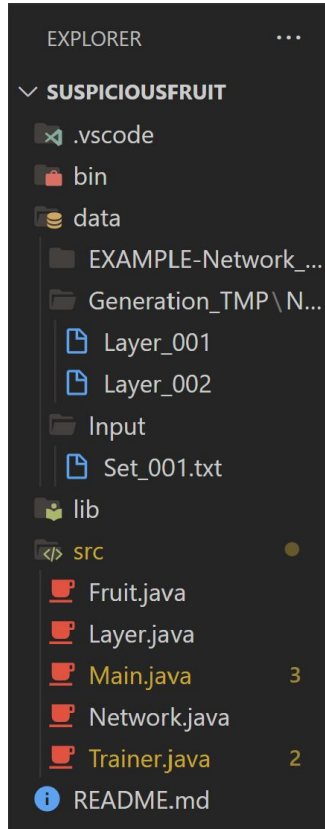 EXPLORER ...
SUSPICIOUSFRUIT
.vscode
bin
data
EXAMPLE-Network_...
Generation_TMP\N...
Layer_001
Layer_002
Input
Set_001.txt
lib
src
Fruit.java
Layer.java
Main.java 3
Network.java
Trainer.java 2
README.md